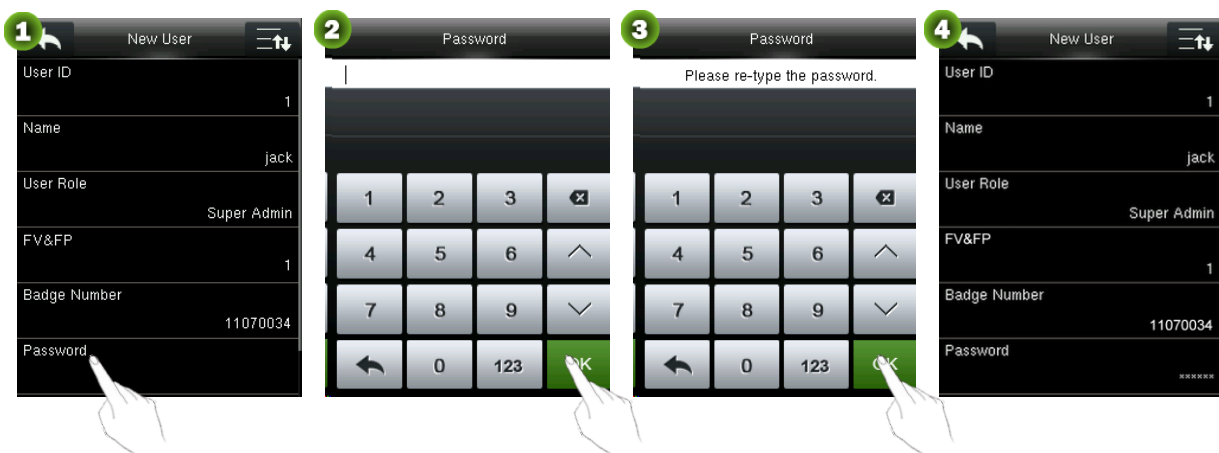 1
New User
User ID
1
Name
jack
User Role
Super Admin
FV&FP
1
Badge Number
11070034
Password
2
Password
1 2 3
4 5 6
7 8 9
0 123 OK
3
Password
Please re-type the password.
1 2 3
4 5 6
7 8 9
0 123 OK
4
New User
User ID
1
Name
jack
User Role
Super Admin
FV&FP
1
Badge Number
11070034
Password
******